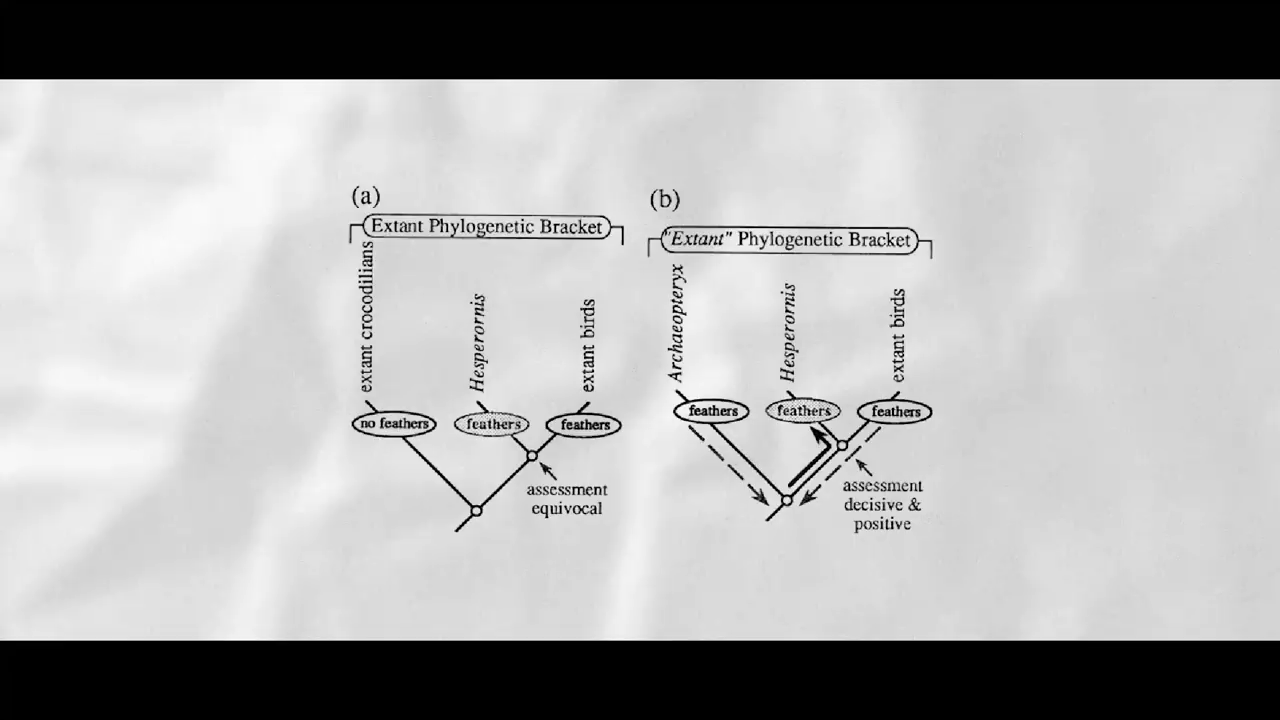 (a)
Extant Phylogenetic Bracket
extant crocodilians
Hesperornis
extant birds
no feathers
feathers
feathers
assessment
equivocal
(b)
"Extant" Phylogenetic Bracket
Archaeopteryx
Hesperornis
extant birds
feathers
feathers
feathers
assessment
decisive &
positive